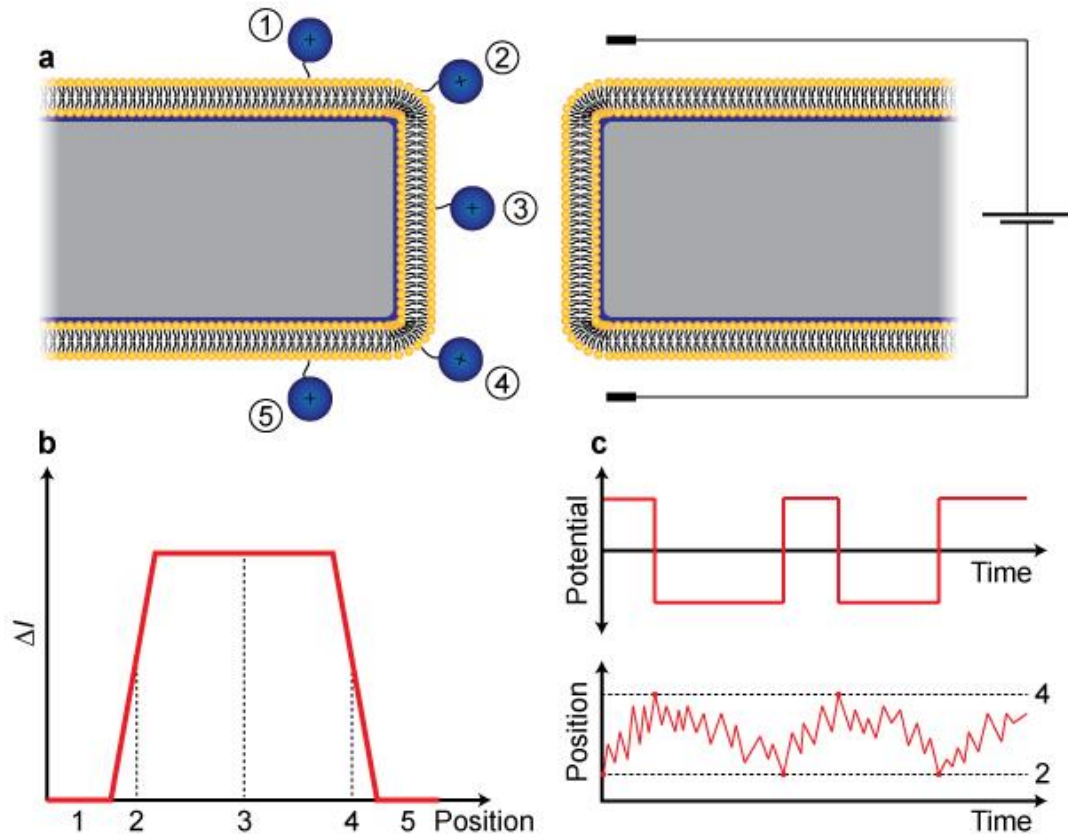 a
①
②
③
④
⑤
+
+
+
+
+
b
ΔI
1 2 3 4 5 Position
c
Potential
Time
Position
4
2
Time